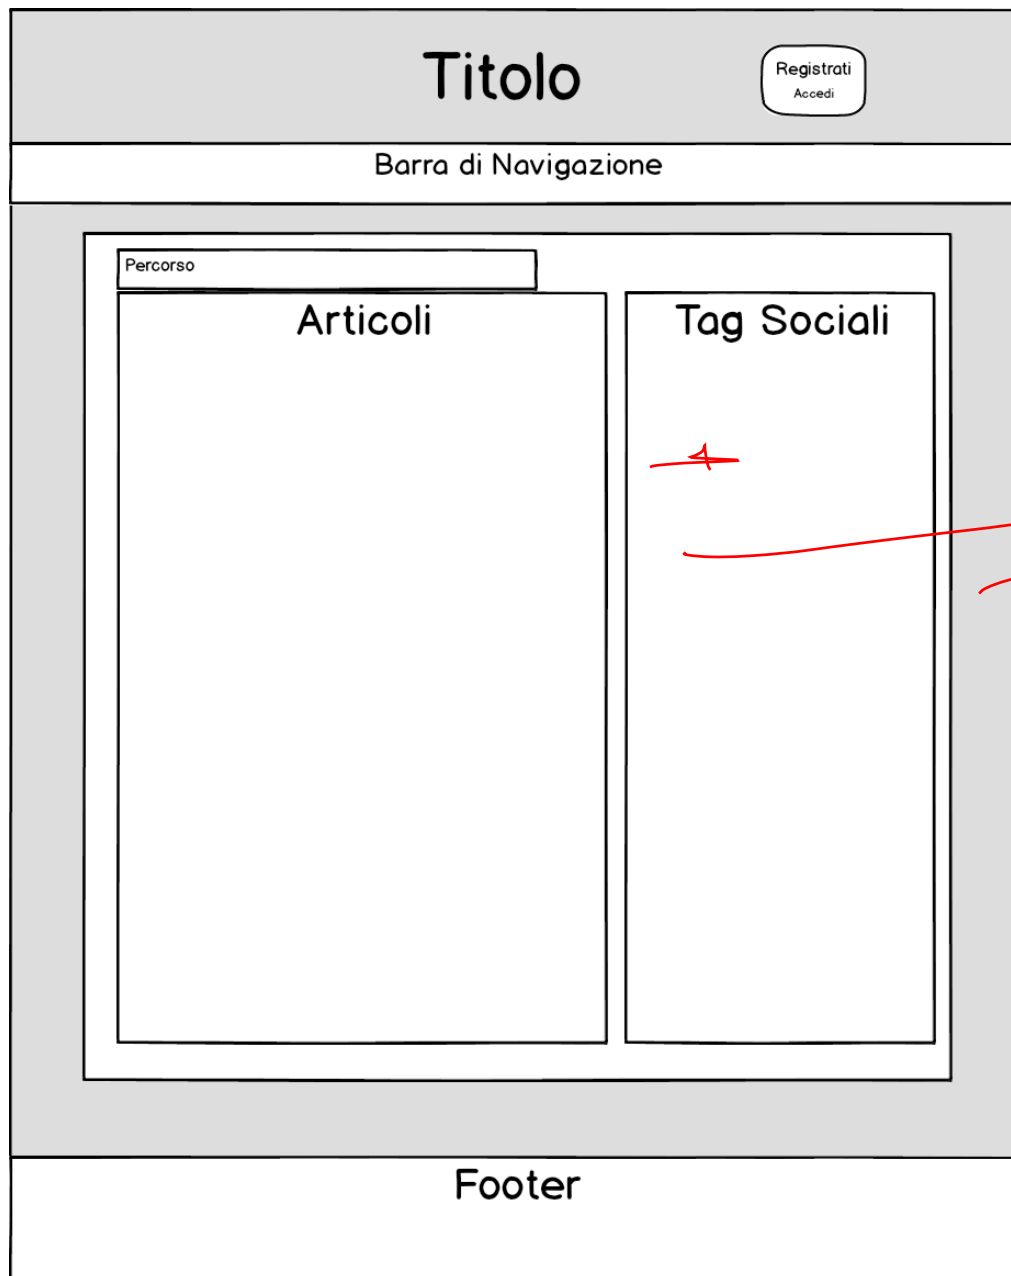 Titolo
Registrati
Accedi
Barra di Navigazione
Percorso
Articoli
Tag Sociali
Footer